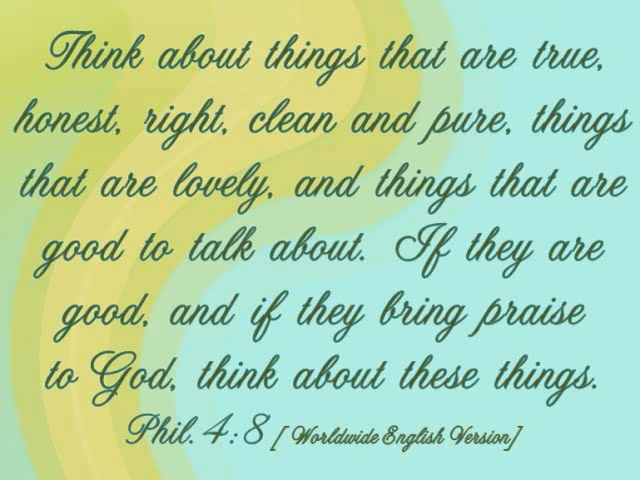 Think about things that are true,
honest, right, clean and pure, things
that are lovely, and things that are
good to talk about. If they are
good, and if they bring praise
to God, think about these things.
Phil. 4:8 [ Worldwide English Version]